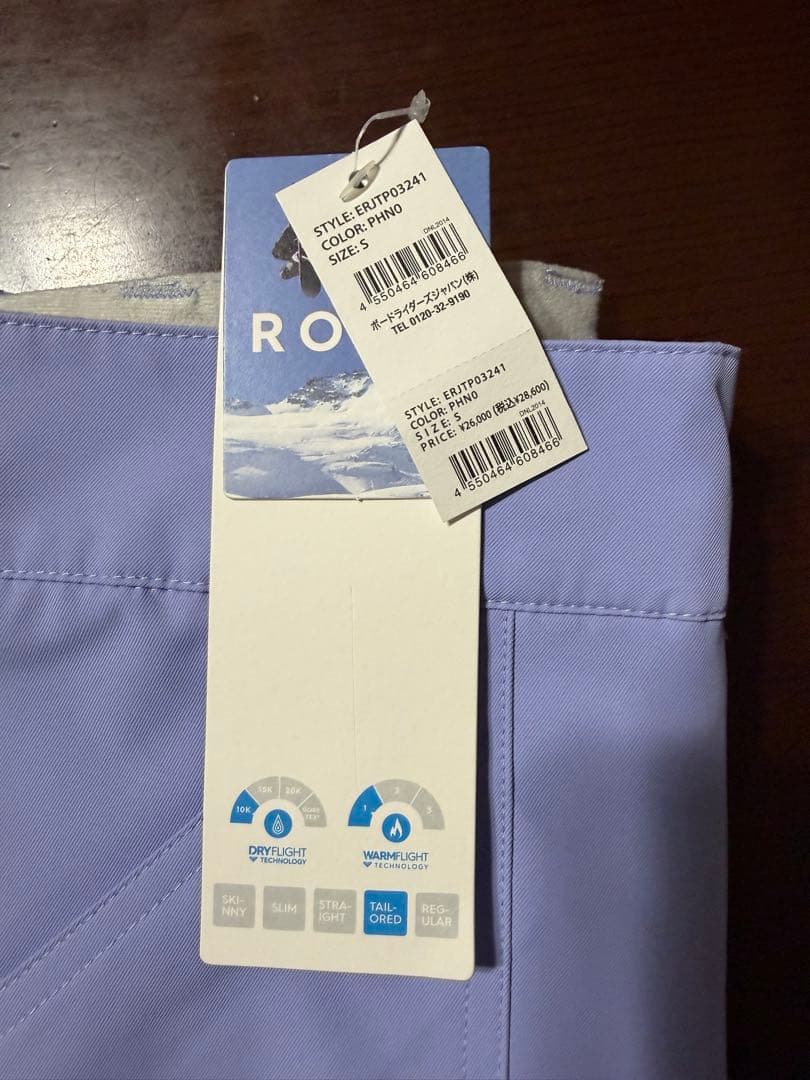 STYLE: ERJTP03241
COLOR: PHN0
SIZE: S
DNL2014
4 550464 608466
ボードライダーズジャパン(株)
TEL 0120-32-9190
STYLE: ERJTP03241
COLOR: PHN0
SIZE: S
PRICE: ¥26,000 (税込¥28,600)
DNL2014
4 550464 608466
RO
10K
15K
20K
GORE
TEX
DRYFLIGHT
TECHNOLOGY
1
2
3
WARMFLIGHT
TECHNOLOGY
SKI-
NNY
SLIM
STRA-
IGHT
TAIL-
ORED
REG-
ULAR